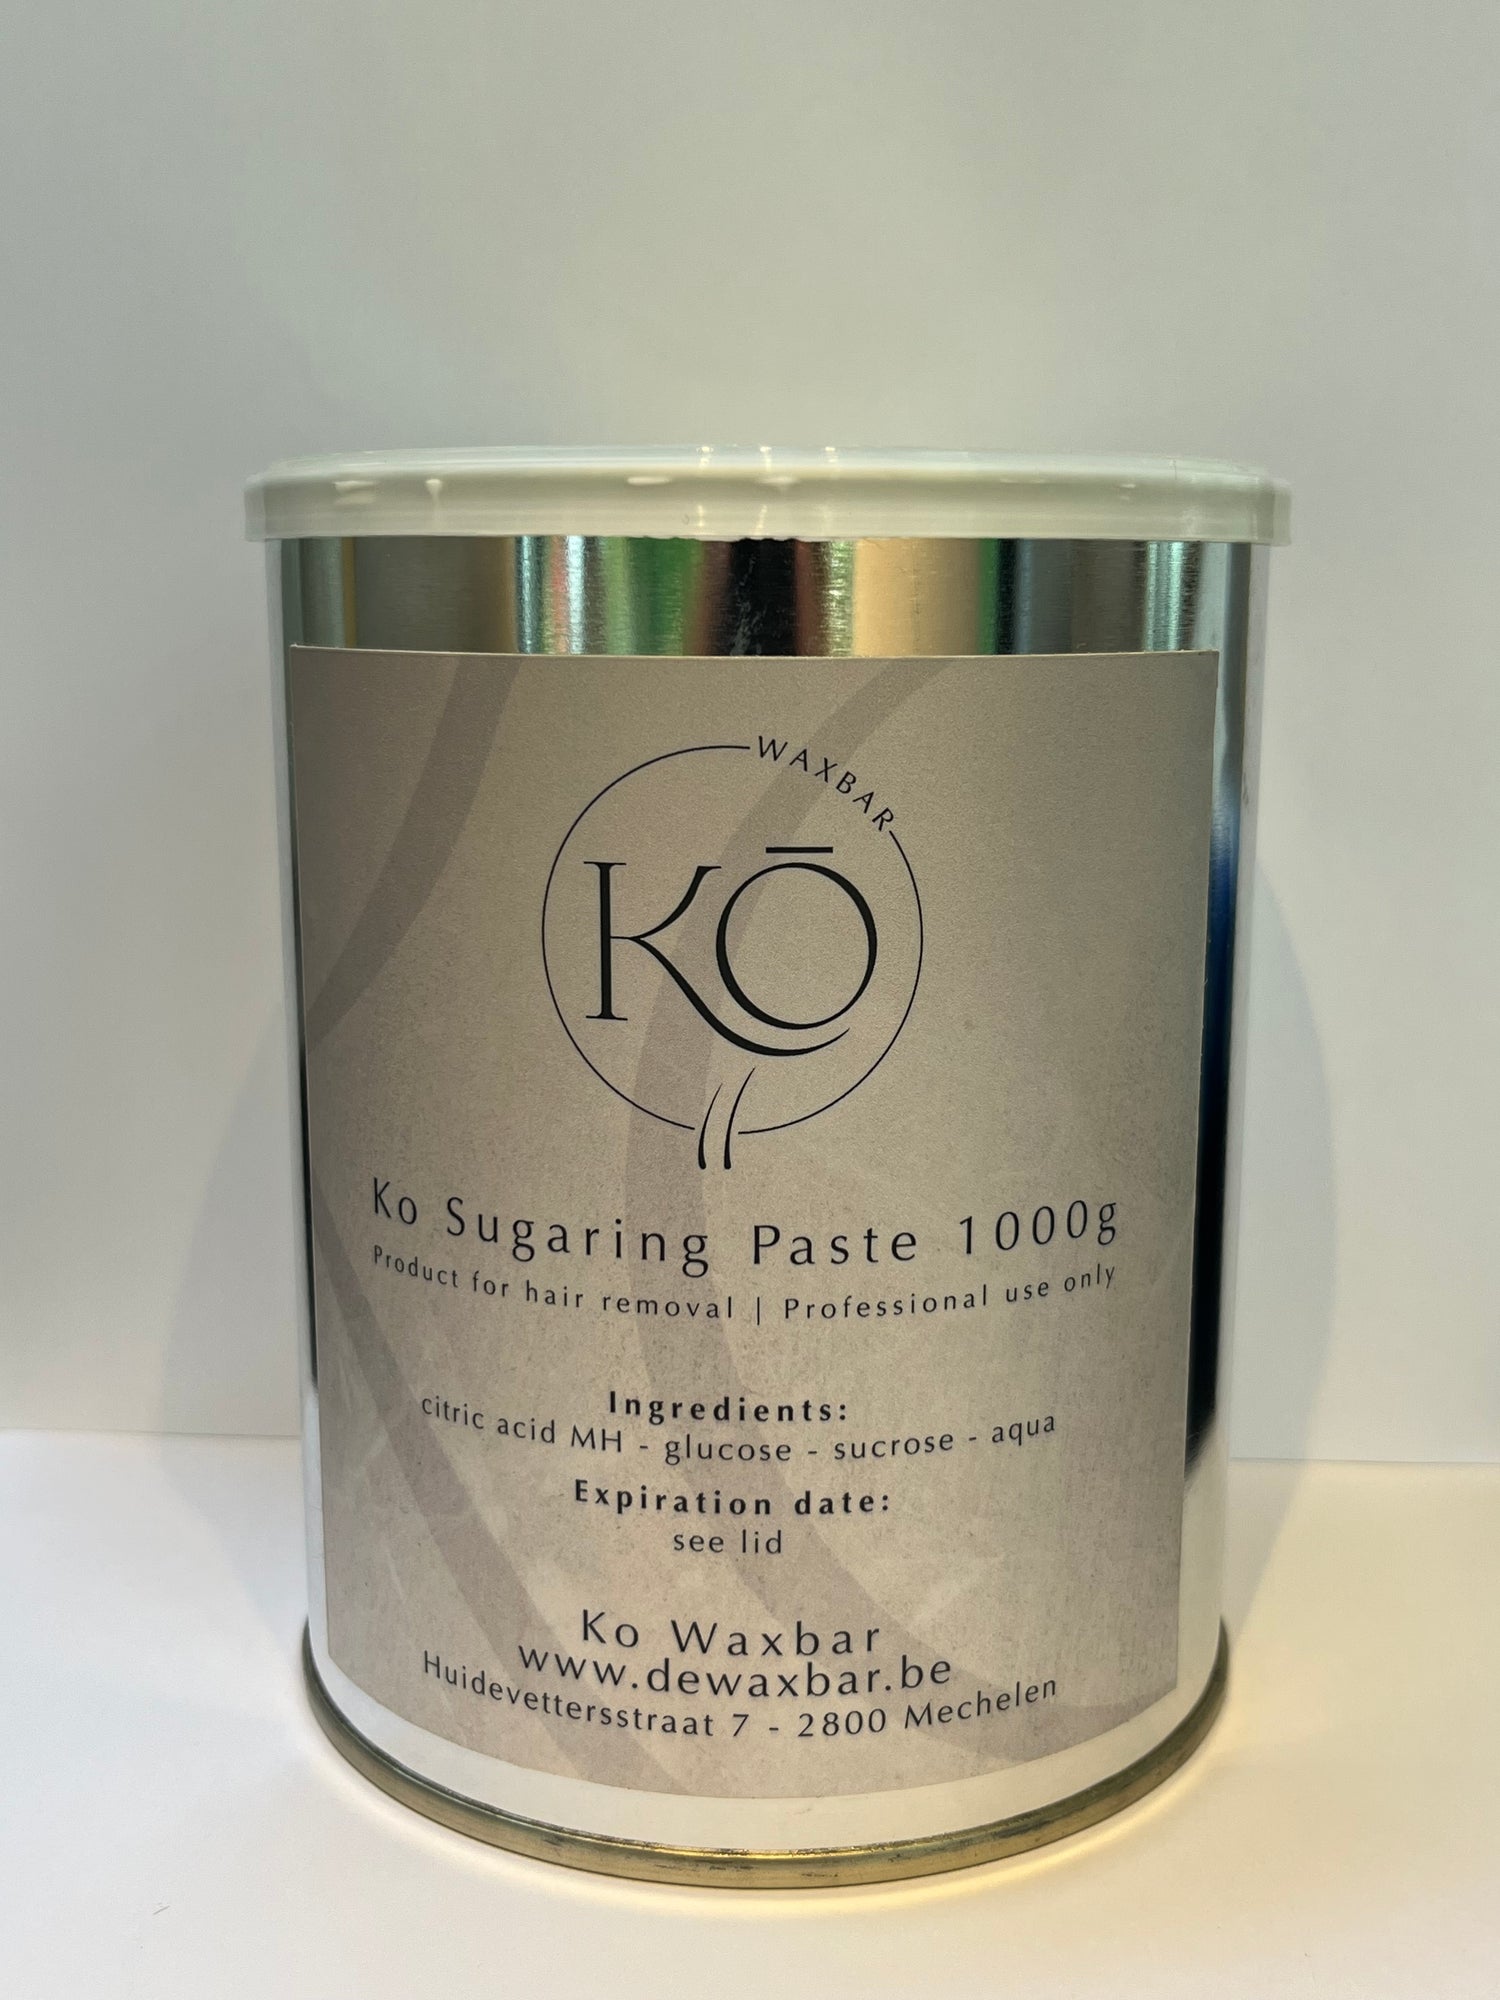 WAXBAR
KŌ
Ko Sugaring Paste 1000g
Product for hair removal | Professional use only
Ingredients:
citric acid MH - glucose - sucrose - aqua
Expiration date:
see lid
Ko Waxbar
www.dewaxbar.be
Huidevettersstraat 7 - 2800 Mechelen